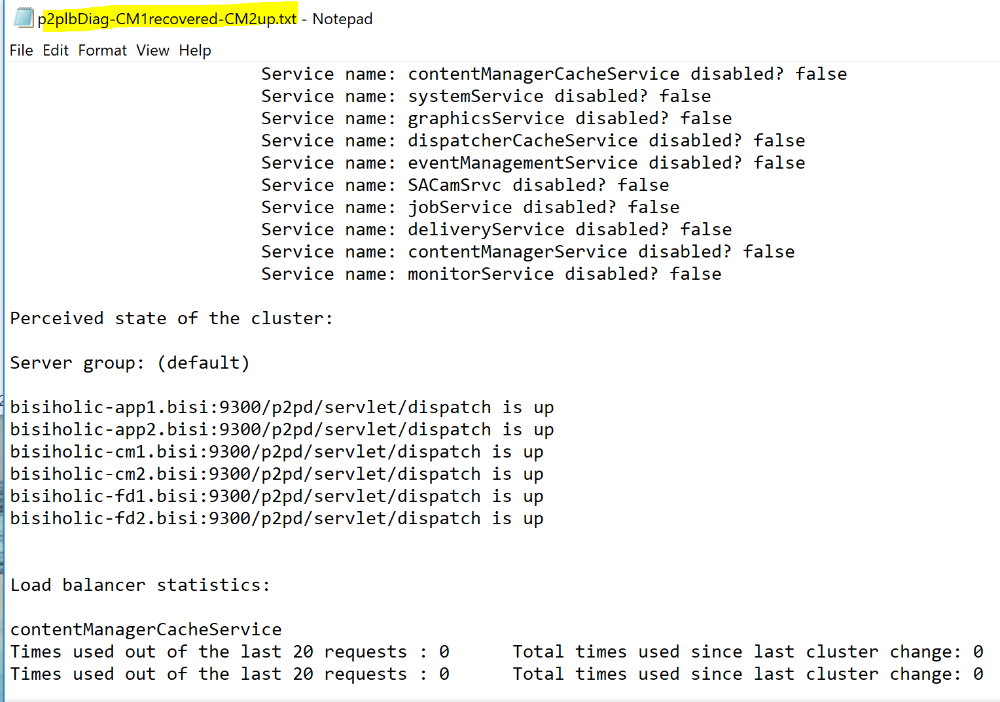 p2plbDiag-CM1recovered-CM2up.txt - Notepad
File Edit Format View Help
Service name: contentManagerCacheService disabled? false
Service name: systemService disabled? false
Service name: graphicsService disabled? false
Service name: dispatcherCacheService disabled? false
Service name: eventManagementService disabled? false
Service name: SACamSrvc disabled? false
Service name: jobService disabled? false
Service name: deliveryService disabled? false
Service name: contentManagerService disabled? false
Service name: monitorService disabled? false
Perceived state of the cluster:
Server group: (default)
bisiholic-app1.bisi:9300/p2pd/servlet/dispatch is up
bisiholic-app2.bisi:9300/p2pd/servlet/dispatch is up
bisiholic-cm1.bisi:9300/p2pd/servlet/dispatch is up
bisiholic-cm2.bisi:9300/p2pd/servlet/dispatch is up
bisiholic-fd1.bisi:9300/p2pd/servlet/dispatch is up
bisiholic-fd2.bisi:9300/p2pd/servlet/dispatch is up
Load balancer statistics:
contentManagerCacheService
Times used out of the last 20 requests : 0 Total times used since last cluster change: 0
Times used out of the last 20 requests : 0 Total times used since last cluster change: 0